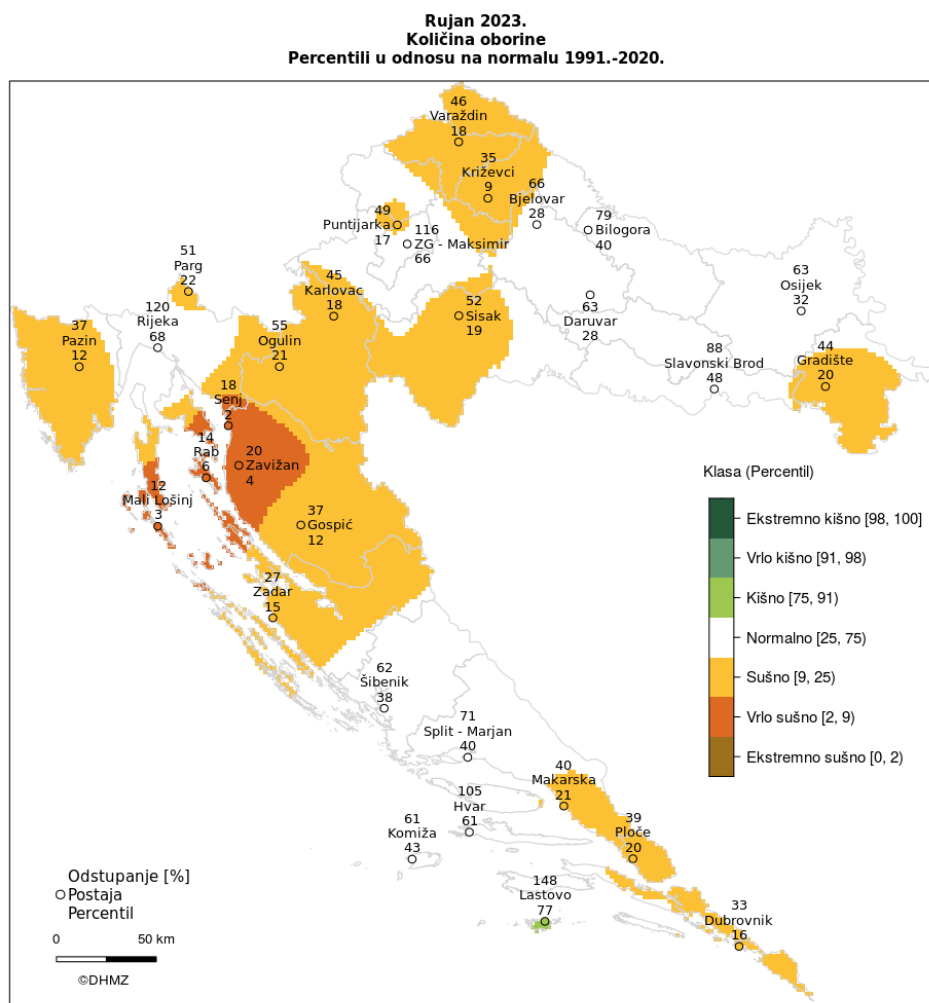 Rujan 2023.
Količina oborine
Percentili u odnosu na normalu 1991.-2020.
46
Varaždin
18
35
Križevci
9
66
Bjelovar
28
49
Puntijarka
17
116
ZG - Maksimir
66
79
Bilogora
40
51
Parg
22
45
Karlovac
18
52
Sisak
19
63
Daruvar
28
63
Osijek
32
120
Rijeka
68
37
Pazin
12
55
Ogulin
21
88
Slavonski Brod
48
44
Gradište
20
18
Senj
2
14
Rab
6
20
Zavižan
4
12
Mali Lošinj
3
37
Gospić
12
27
Zadar
15
62
Šibenik
38
71
Split - Marjan
40
40
Makarska
21
105
Hvar
61
61
Komiža
43
39
Ploče
20
148
Lastovo
77
33
Dubrovnik
16
Klasa (Percentil)
Ekstremno kišno [98, 100]
Vrlo kišno [91, 98)
Kišno [75, 91)
Normalno [25, 75)
Sušno [9, 25)
Vrlo sušno [2, 9)
Ekstremno sušno [0, 2)
Odstupanje [%]
Postaja
Percentil
0 50 km
©DHMZ